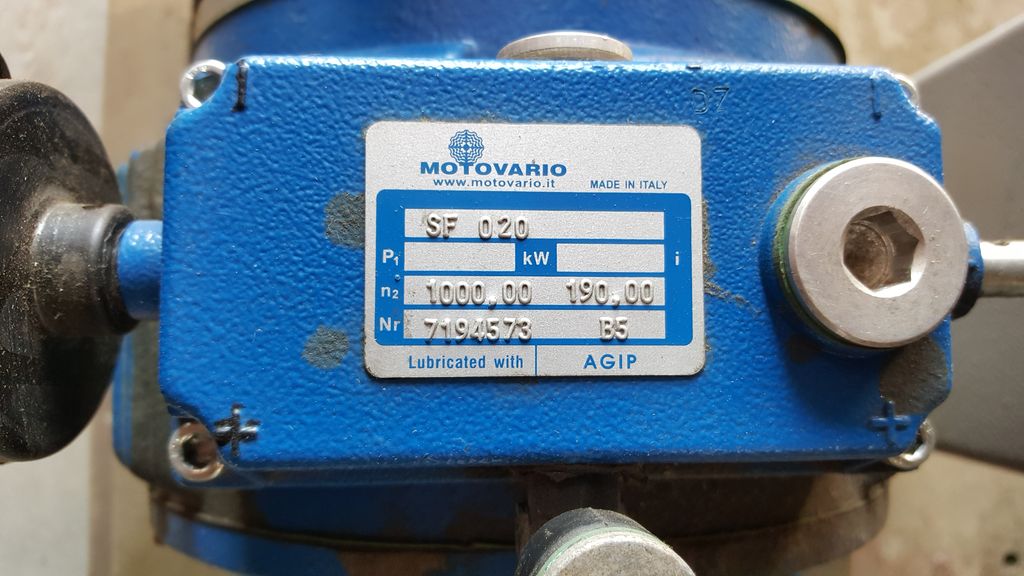 MOTOVARIO
www.motovario.it MADE IN ITALY
SF 020
P1 kW i
n2 1000,00 190,00
Nr 7194573 B5
Lubricated with AGIP